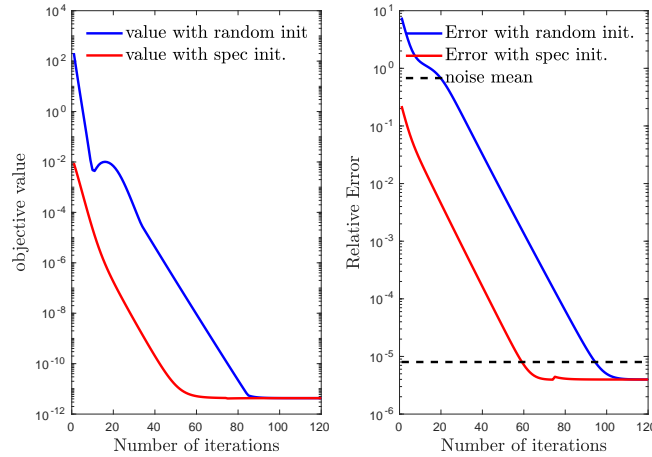 value with random init
value with spec init.
10^4
10^2
10^0
10^-2
10^-4
10^-6
10^-8
10^-10
10^-12
objective value
0 20 40 60 80 100 120
Number of iterations
Error with random init.
Error with spec init.
noise mean
10^1
10^0
10^-1
10^-2
10^-3
10^-4
10^-5
10^-6
Relative Error
0 20 40 60 80 100 120
Number of iterations